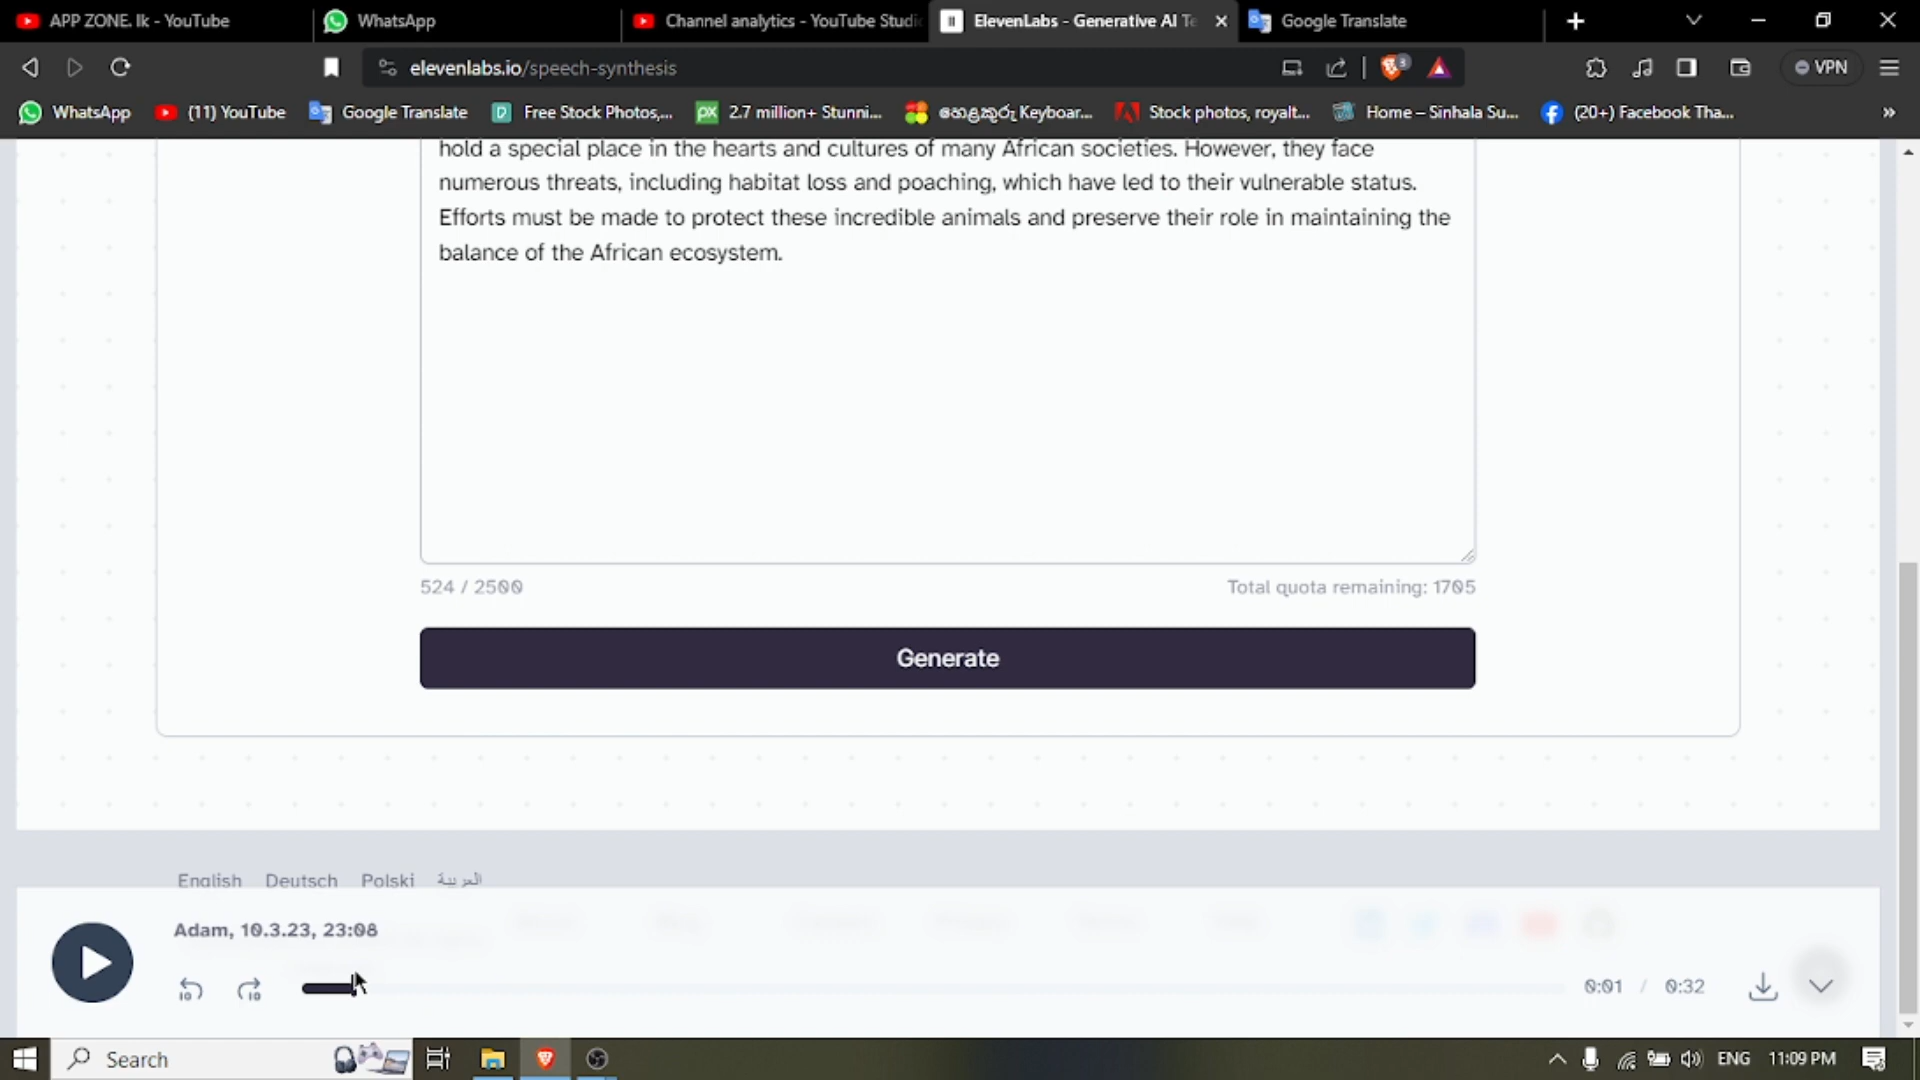 APP ZONE. lk - YouTube
WhatsApp
Channel analytics - YouTube Studi
ElevenLabs - Generative AI Te
Google Translate
elevenlabs.io/speech-synthesis
3
VPN
WhatsApp
(11) YouTube
Google Translate
Free Stock Photos,...
2.7 million+ Stunni...
හෙළකුරු Keyboar...
Stock photos, royalt...
Home – Sinhala Su...
(20+) Facebook Tha...
hold a special place in the hearts and cultures of many African societies. However, they face
numerous threats, including habitat loss and poaching, which have led to their vulnerable status.
Efforts must be made to protect these incredible animals and preserve their role in maintaining the
balance of the African ecosystem.
524 / 2500
Total quota remaining: 1705
Generate
English Deutsch Polski العربية
Adam, 10.3.23, 23:08
10
10
0:01 / 0:32
Search
ENG
11:09 PM